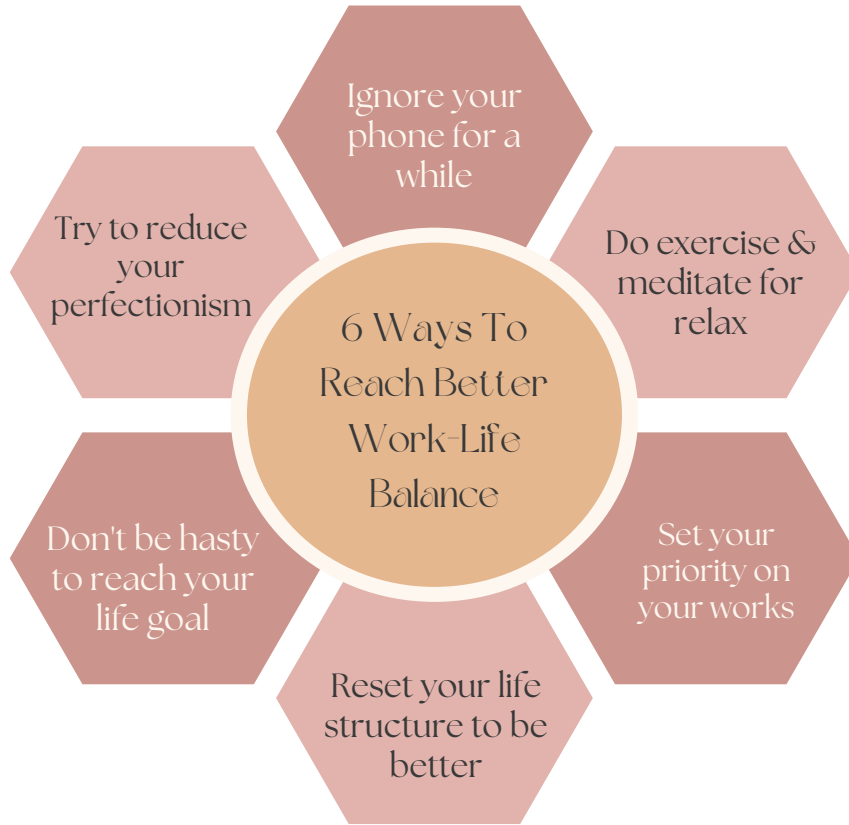 6 Ways To
Reach Better
Work-Life
Balance
Ignore your
phone for a
while
Do exercise &
meditate for
relax
Set your
priority on
your works
Reset your life
structure to be
better
Don't be hasty
to reach your
life goal
Try to reduce
your
perfectionism